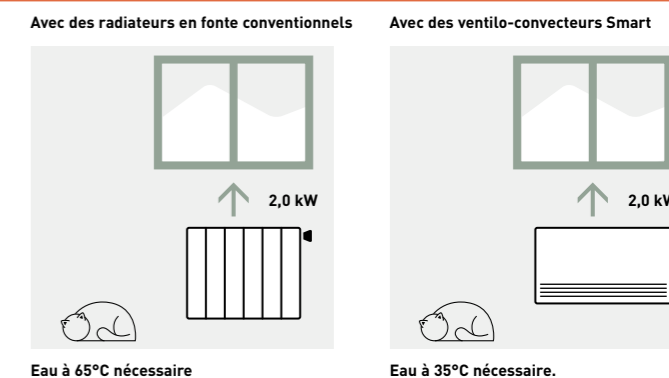 Avec des radiateurs en fonte conventionnels
2,0 kW
Eau à 65°C nécessaire
Avec des ventilo-convecteurs Smart
2,0 kW
Eau à 35°C nécessaire.